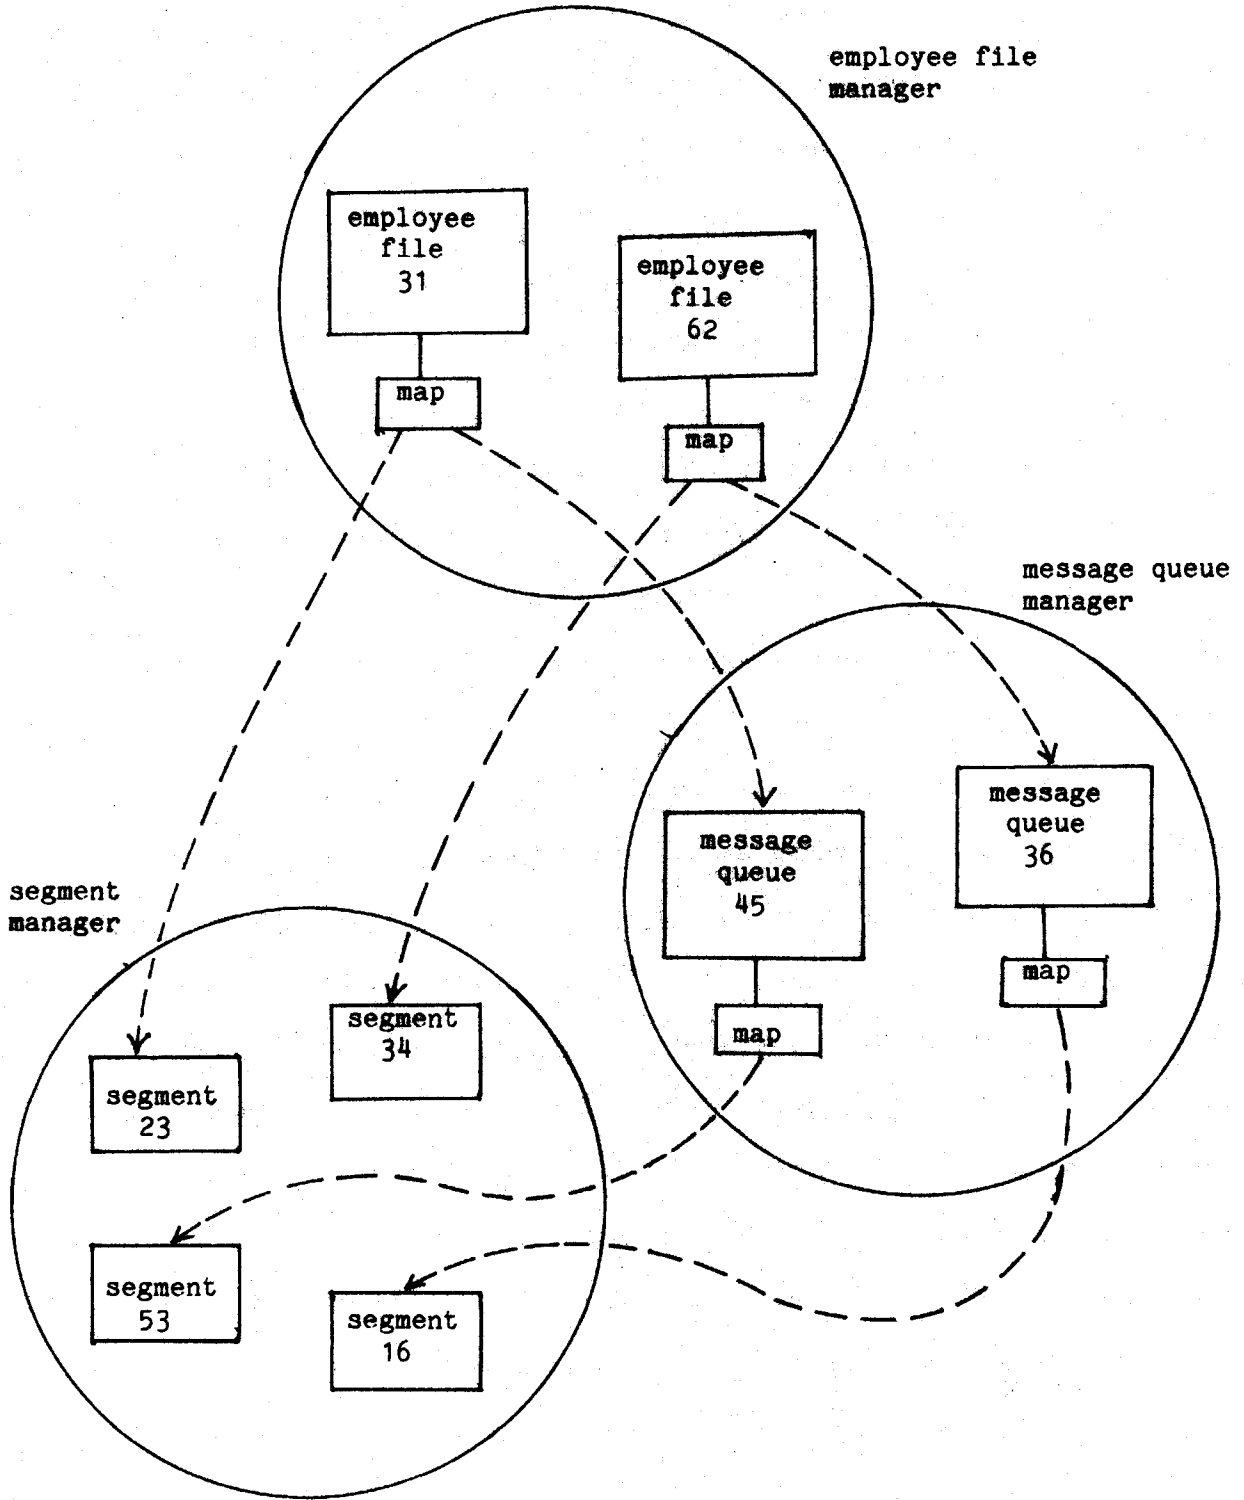 employee file
manager
employee
file
31
map
employee
file
62
map
message queue
manager
message
queue
45
map
message
queue
36
map
segment
manager
segment
34
segment
23
segment
53
segment
16